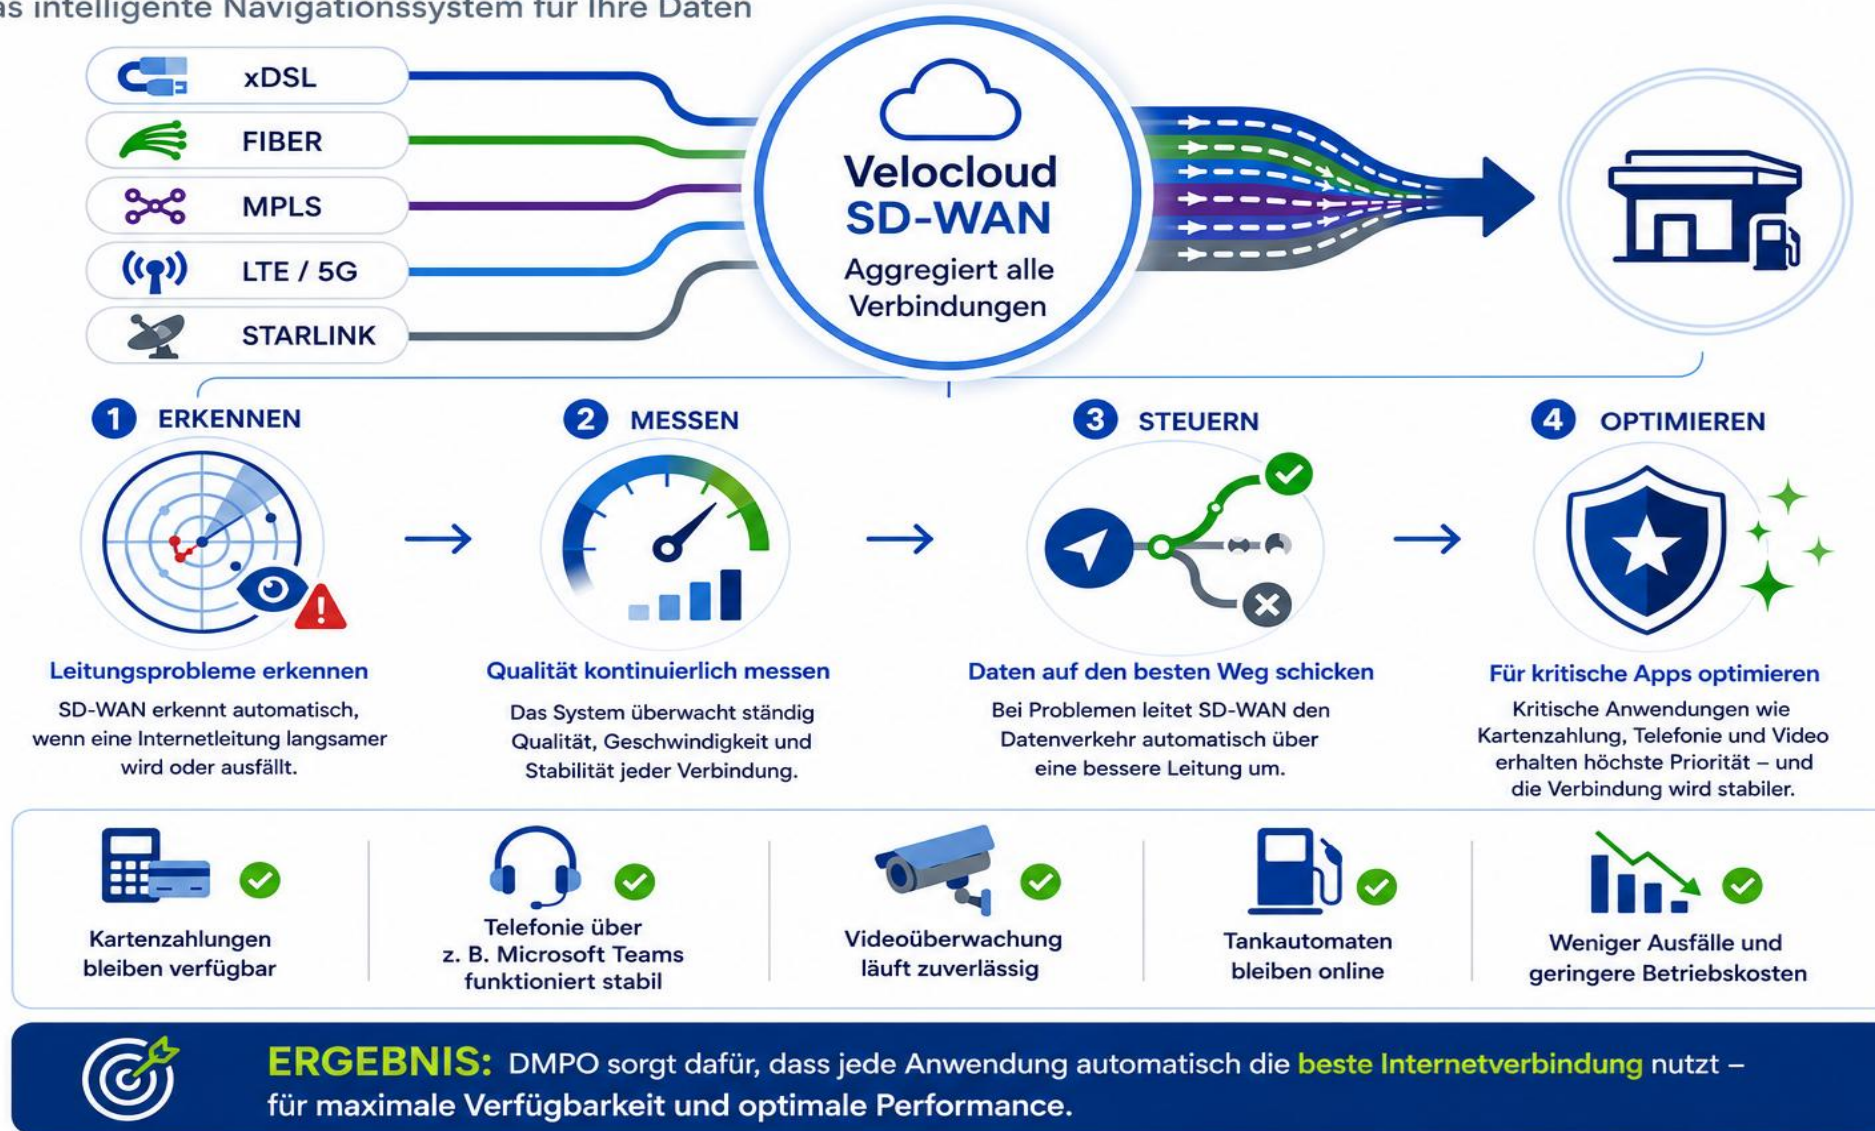 as intelligente Navigationssystem für Ihre Daten
xDSL
FIBER
MPLS
LTE / 5G
STARLINK
Velocloud
SD-WAN
Aggregiert alle
Verbindungen
1 ERKENNEN
Leitungsprobleme erkennen
SD-WAN erkennt automatisch,
wenn eine Internetleitung langsamer
wird oder ausfällt.
2 MESSEN
Qualität kontinuierlich messen
Das System überwacht ständig
Qualität, Geschwindigkeit und
Stabilität jeder Verbindung.
3 STEUERN
Daten auf den besten Weg schicken
Bei Problemen leitet SD-WAN den
Datenverkehr automatisch über
eine bessere Leitung um.
4 OPTIMIEREN
Für kritische Apps optimieren
Kritische Anwendungen wie
Kartenzahlung, Telefonie und Video
erhalten höchste Priorität – und
die Verbindung wird stabiler.
Kartenzahlungen
bleiben verfügbar
Telefonie über
z. B. Microsoft Teams
funktioniert stabil
Videoüberwachung
läuft zuverlässig
Tankautomaten
bleiben online
Weniger Ausfälle und
geringere Betriebskosten
ERGEBNIS: DMPO sorgt dafür, dass jede Anwendung automatisch die beste Internetverbindung nutzt –
für maximale Verfügbarkeit und optimale Performance.